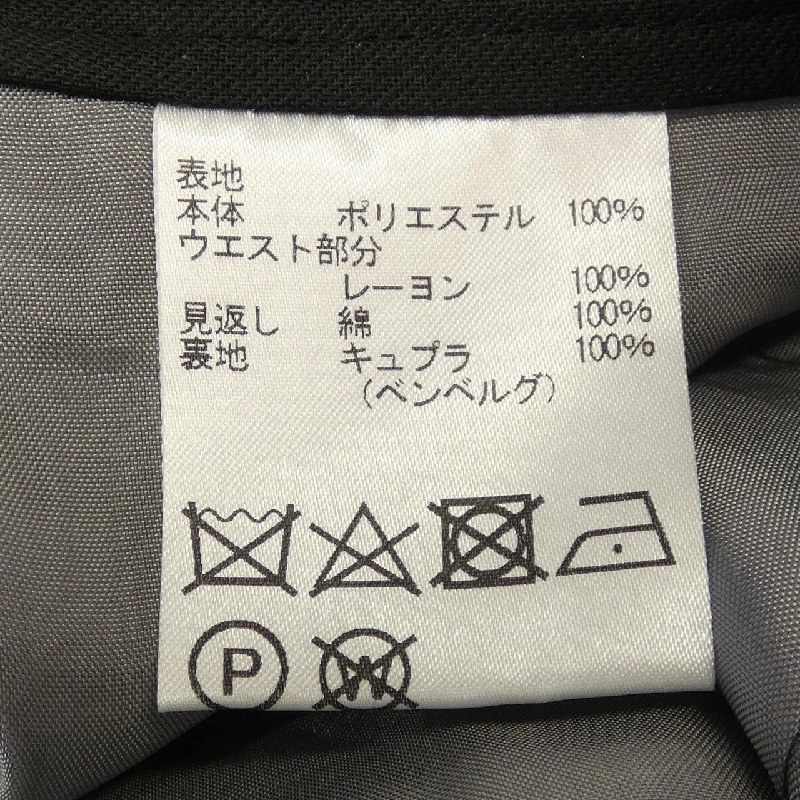 表地
本体 ポリエステル 100%
ウエスト部分
レーヨン 100%
見返し 綿 100%
裏地 キュプラ 100%
(ベンベルグ)
P W